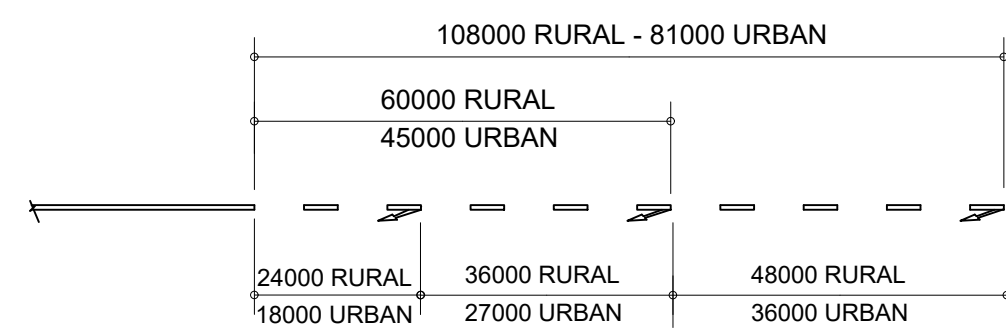 108000 RURAL - 81000 URBAN
60000 RURAL
45000 URBAN
24000 RURAL
18000 URBAN
36000 RURAL
27000 URBAN
48000 RURAL
36000 URBAN